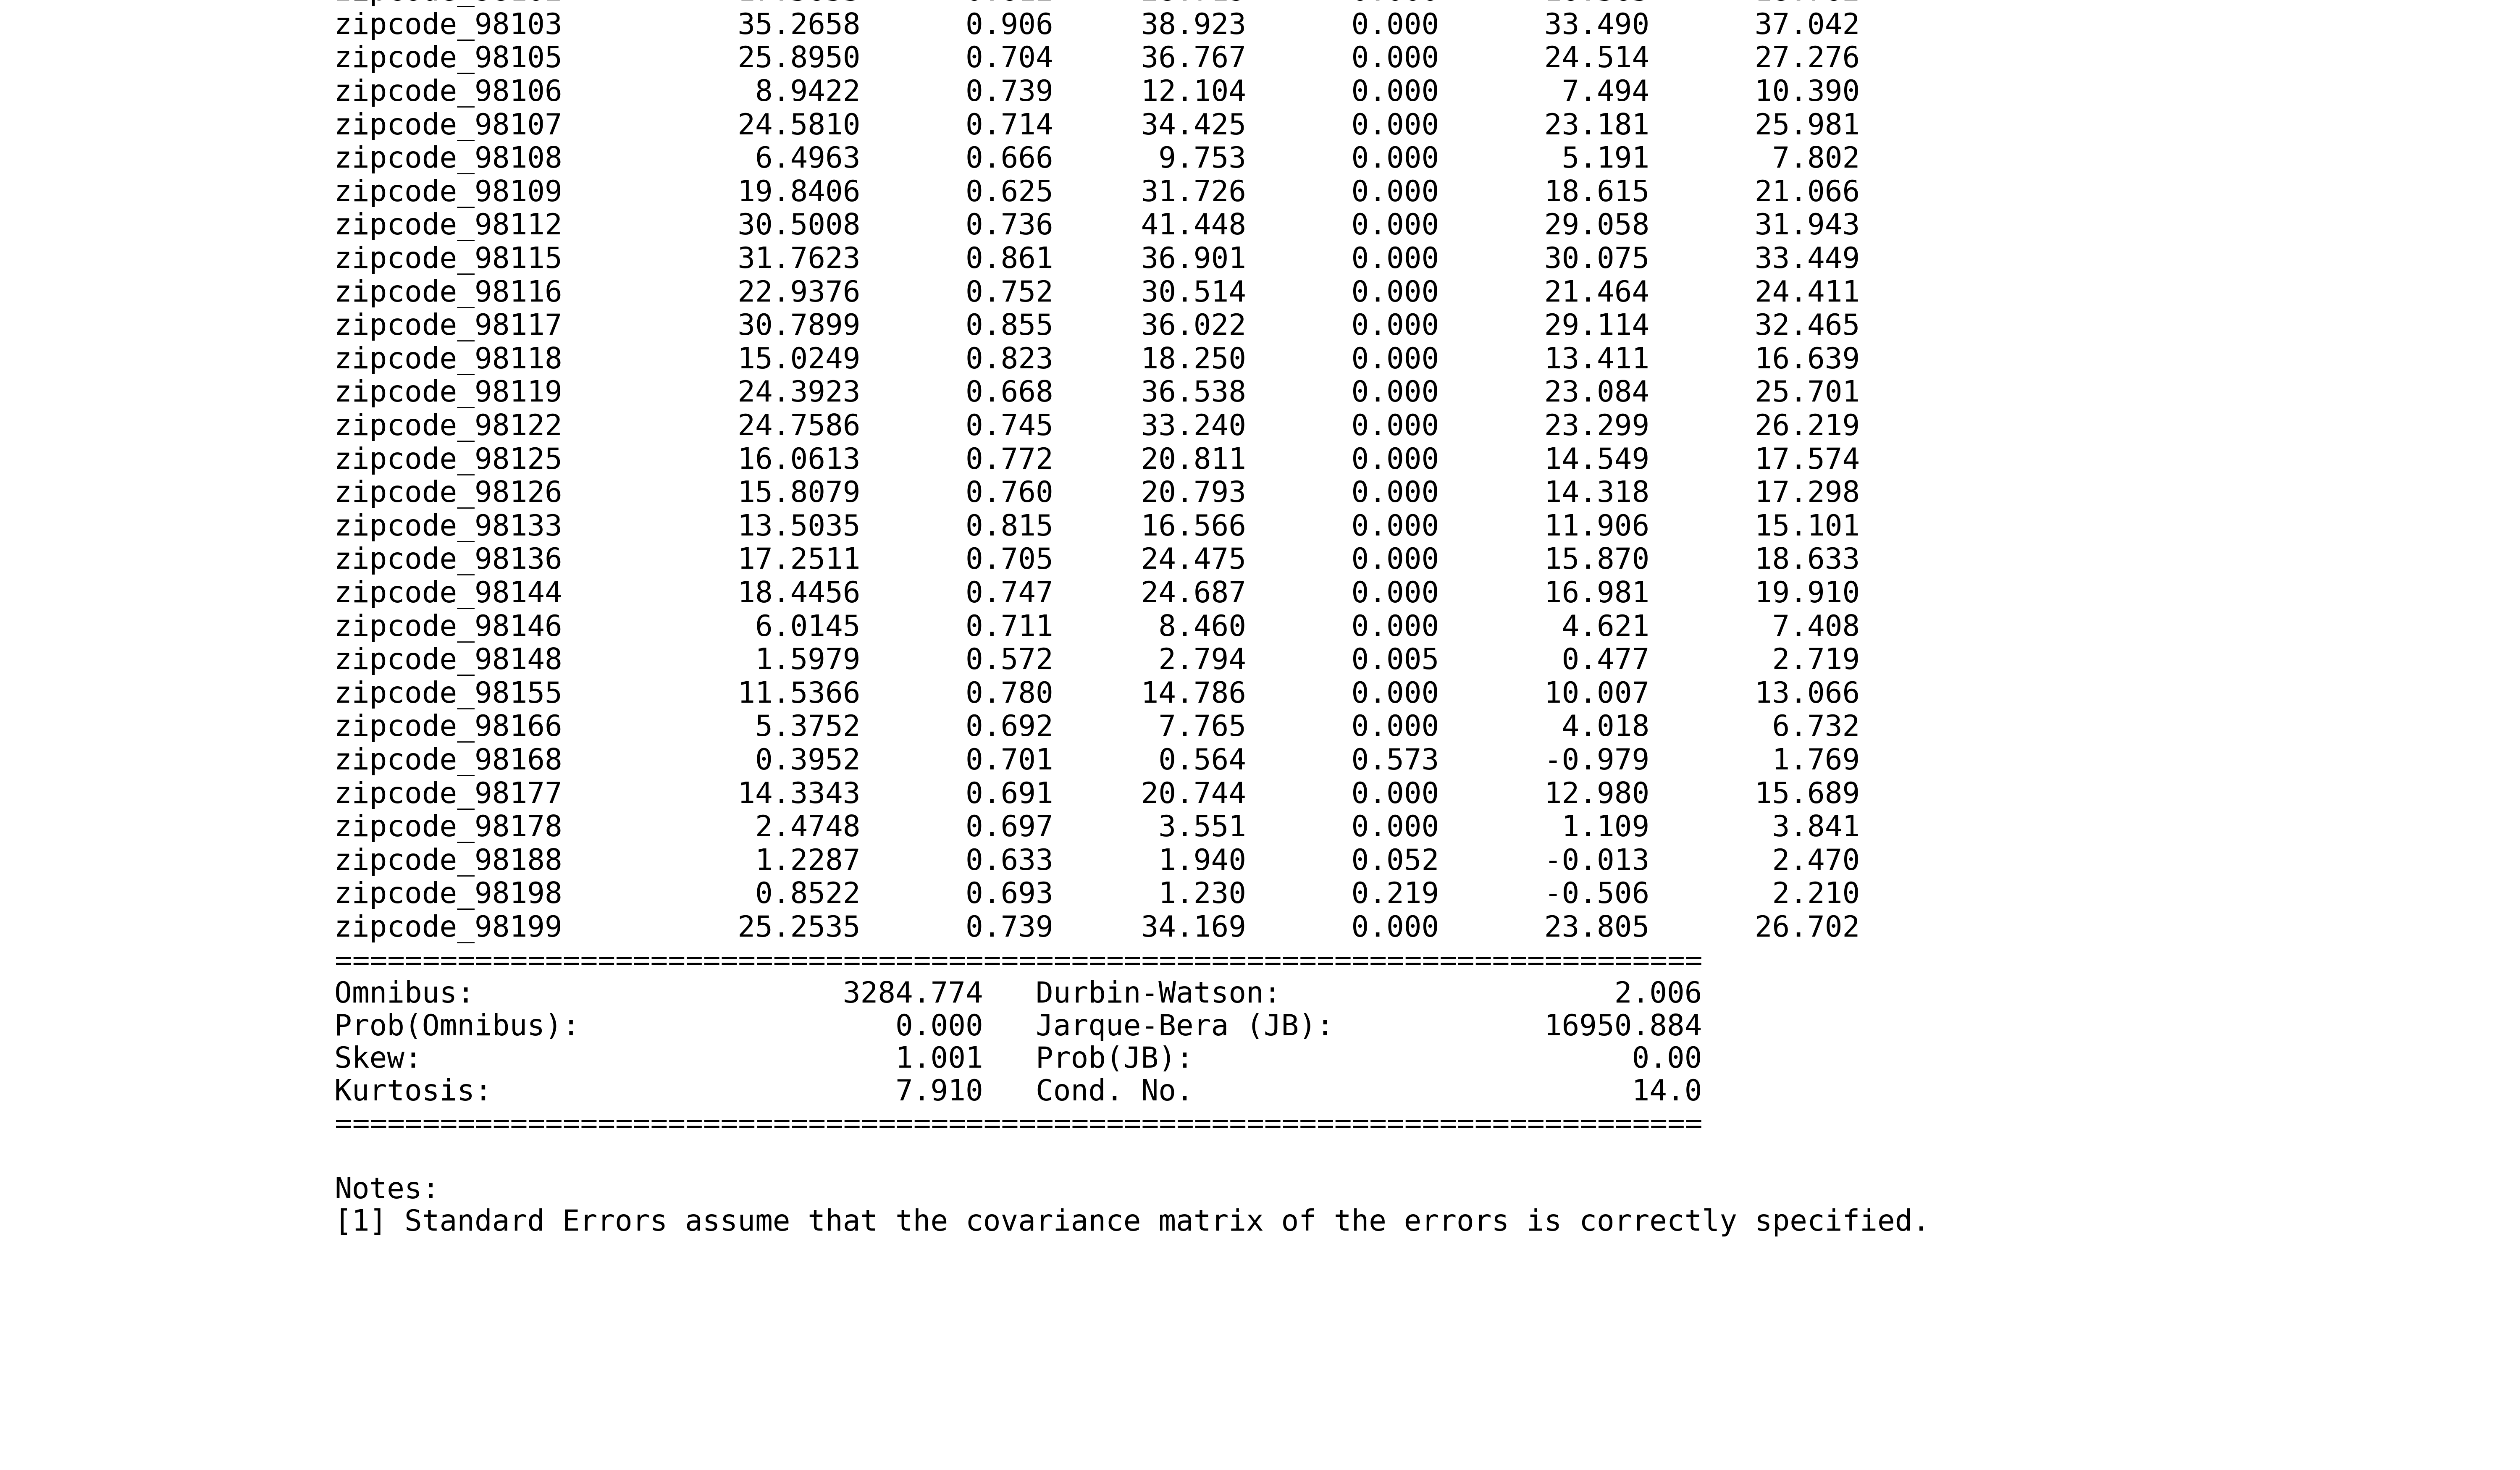 zipcode_98103          35.2658      0.906     38.923      0.000      33.490      37.042
zipcode_98105          25.8950      0.704     36.767      0.000      24.514      27.276
zipcode_98106           8.9422      0.739     12.104      0.000       7.494      10.390
zipcode_98107          24.5810      0.714     34.425      0.000      23.181      25.981
zipcode_98108           6.4963      0.666      9.753      0.000       5.191       7.802
zipcode_98109          19.8406      0.625     31.726      0.000      18.615      21.066
zipcode_98112          30.5008      0.736     41.448      0.000      29.058      31.943
zipcode_98115          31.7623      0.861     36.901      0.000      30.075      33.449
zipcode_98116          22.9376      0.752     30.514      0.000      21.464      24.411
zipcode_98117          30.7899      0.855     36.022      0.000      29.114      32.465
zipcode_98118          15.0249      0.823     18.250      0.000      13.411      16.639
zipcode_98119          24.3923      0.668     36.538      0.000      23.084      25.701
zipcode_98122          24.7586      0.745     33.240      0.000      23.299      26.219
zipcode_98125          16.0613      0.772     20.811      0.000      14.549      17.574
zipcode_98126          15.8079      0.760     20.793      0.000      14.318      17.298
zipcode_98133          13.5035      0.815     16.566      0.000      11.906      15.101
zipcode_98136          17.2511      0.705     24.475      0.000      15.870      18.633
zipcode_98144          18.4456      0.747     24.687      0.000      16.981      19.910
zipcode_98146           6.0145      0.711      8.460      0.000       4.621       7.408
zipcode_98148           1.5979      0.572      2.794      0.005       0.477       2.719
zipcode_98155          11.5366      0.780     14.786      0.000      10.007      13.066
zipcode_98166           5.3752      0.692      7.765      0.000       4.018       6.732
zipcode_98168           0.3952      0.701      0.564      0.573      -0.979       1.769
zipcode_98177          14.3343      0.691     20.744      0.000      12.980      15.689
zipcode_98178           2.4748      0.697      3.551      0.000       1.109       3.841
zipcode_98188           1.2287      0.633      1.940      0.052      -0.013       2.470
zipcode_98198           0.8522      0.693      1.230      0.219      -0.506       2.210
zipcode_98199          25.2535      0.739     34.169      0.000      23.805      26.702
==============================================================================
Omnibus:                     3284.774   Durbin-Watson:                   2.006
Prob(Omnibus):                  0.000   Jarque-Bera (JB):            16950.884
Skew:                           1.001   Prob(JB):                         0.00
Kurtosis:                       7.910   Cond. No.                         14.0
==============================================================================
Notes:
[1] Standard Errors assume that the covariance matrix of the errors is correctly specified.